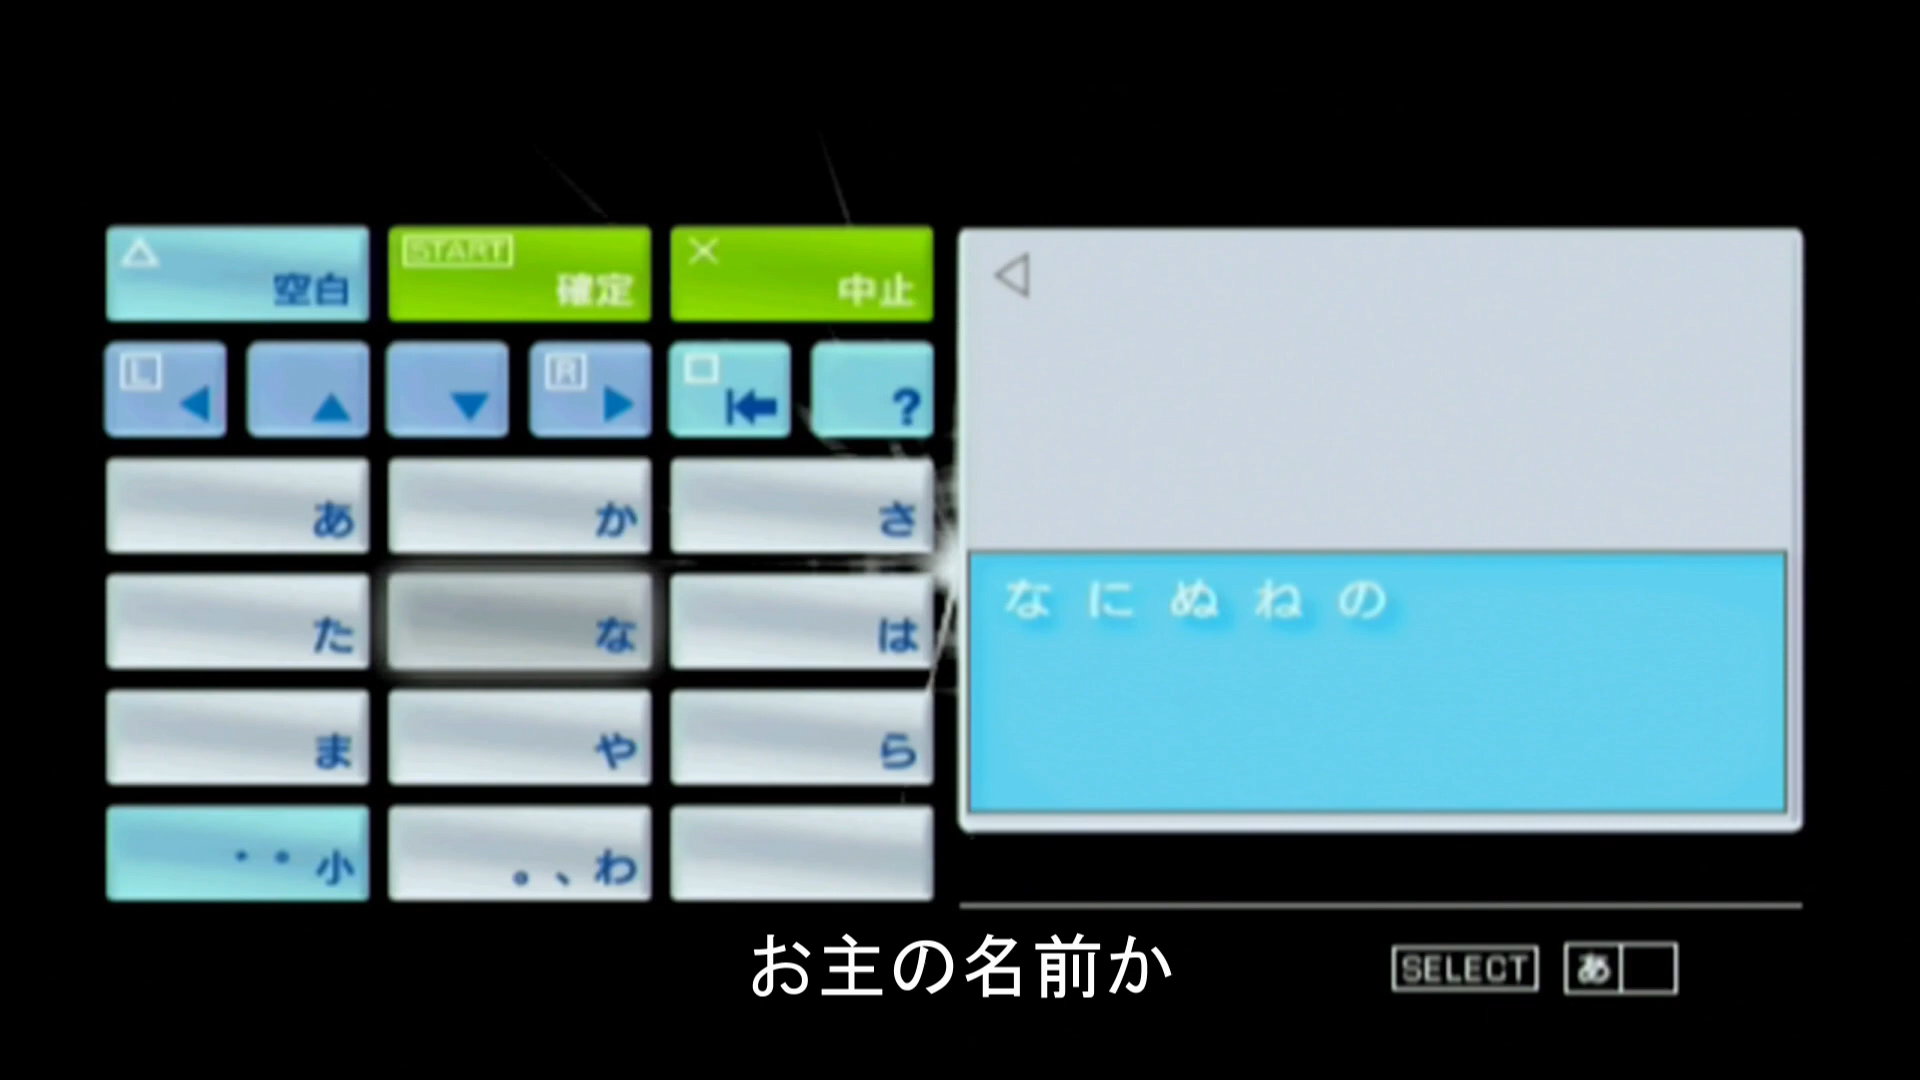 △ 空白 START 確定 × 中止
L ◀ ▲ ▼ R ▶ □ ?
あ か さ
た な は
ま や ら
゛゜小 。、わ
なにぬねの
お主の名前か
SELECT あ